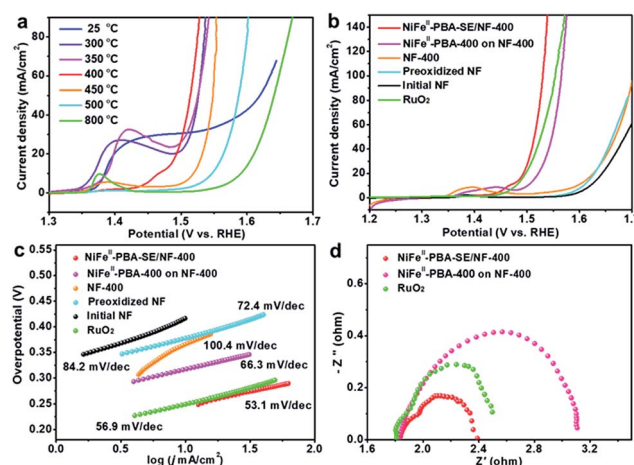 a
Current density (mA/cm²)
80
60
40
20
0
25 °C
300 °C
350 °C
400 °C
450 °C
500 °C
800 °C
1.3 1.4 1.5 1.6 1.7
Potential (V vs. RHE)
b
Current density (mA/cm²)
140
120
100
80
60
40
20
0
NiFeᴵᴵ-PBA-SE/NF-400
NiFeᴵᴵ-PBA-400 on NF-400
NF-400
Preoxidized NF
Initial NF
RuO₂
1.2 1.3 1.4 1.5 1.6 1.7
Potential (V vs. RHE)
c
NiFeᴵᴵ-PBA-SE/NF-400
NiFeᴵᴵ-PBA-400 on NF-400
NF-400
Preoxidized NF
Initial NF
RuO₂
Overpotential (V)
0.55
0.50
0.45
0.40
0.35
0.30
0.25
0.20
72.4 mV/dec
100.4 mV/dec
84.2 mV/dec
66.3 mV/dec
53.1 mV/dec
56.9 mV/dec
0.0 0.5 1.0 1.5 2.0
log (j mA/cm²)
d
NiFeᴵᴵ-PBA-SE/NF-400
NiFeᴵᴵ-PBA-400 on NF-400
RuO₂
- Z '' (ohm)
0.6
0.4
0.2
0.0
1.6 2.0 2.4 2.8 3.2
Z' (ohm)